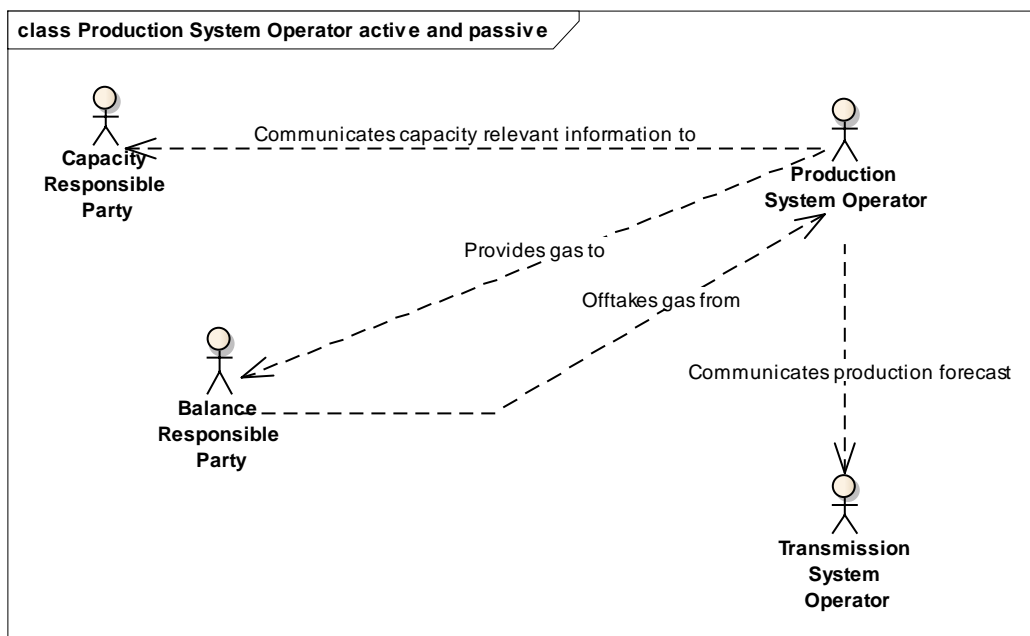 class Production System Operator active and passive
Communicates capacity relevant information to
Capacity
Responsible
Party
Production
System Operator
Provides gas to
Offtakes gas from
Communicates production forecast
Balance
Responsible
Party
Transmission
System
Operator